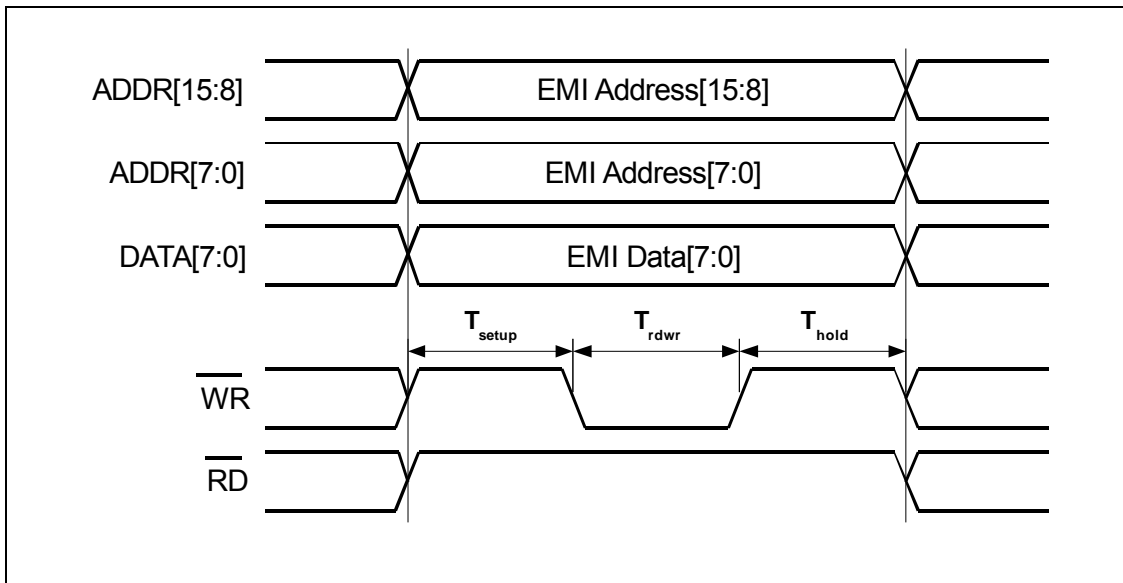 ADDR[15:8] EMI Address[15:8]
ADDR[7:0] EMI Address[7:0]
DATA[7:0] EMI Data[7:0]
Tsetup Trdwr Thold
WR
RD